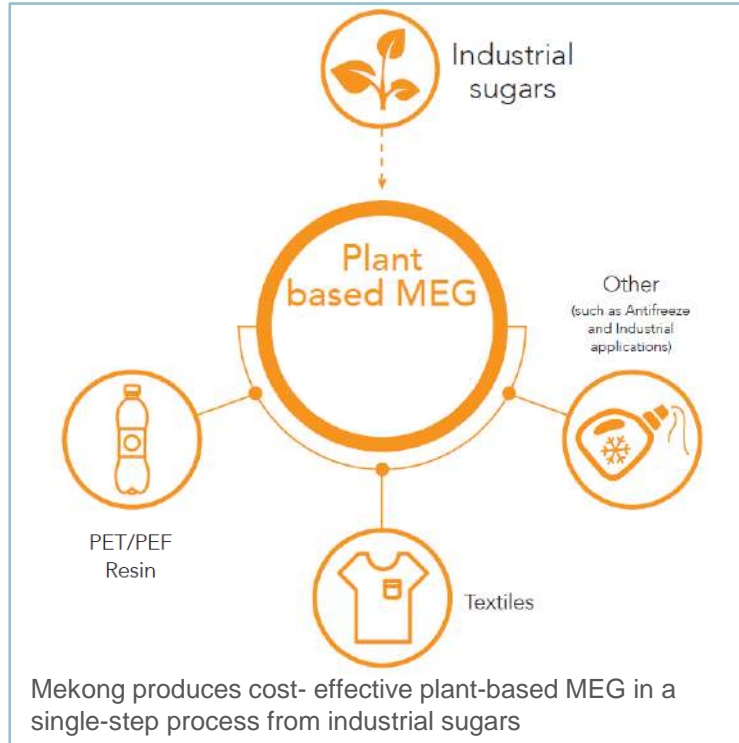 Industrial
sugars
Plant
based MEG
Other
(such as Antifreeze
and Industrial
applications)
PET/PEF
Resin
Textiles
Mekong produces cost- effective plant-based MEG in a
single-step process from industrial sugars